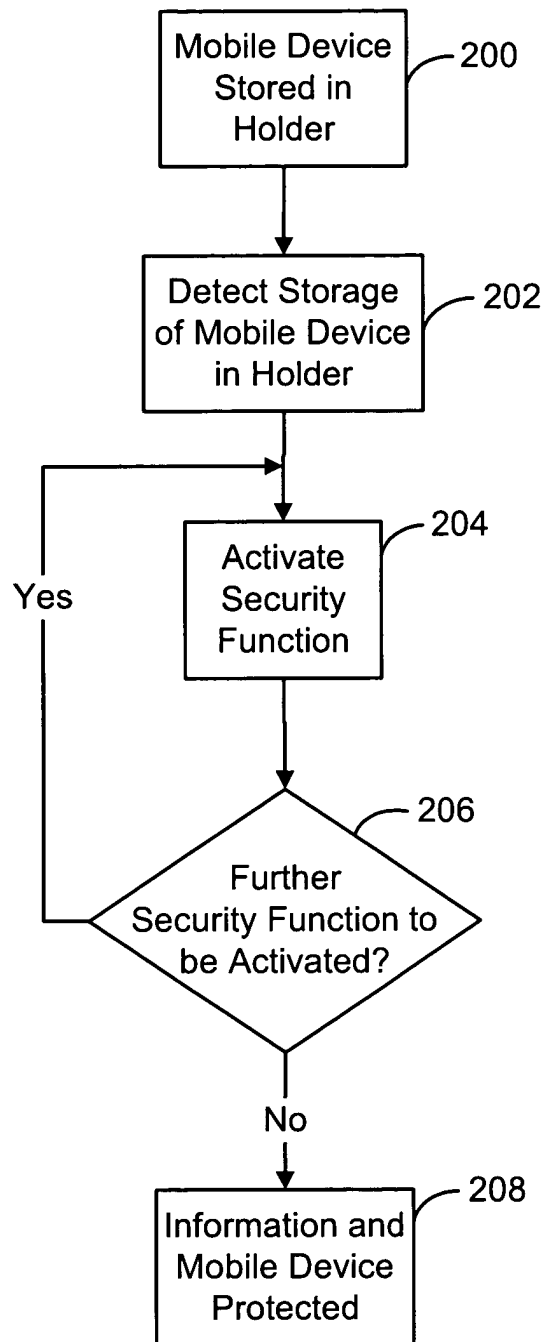 Mobile Device
Stored in
Holder
200
Detect Storage
of Mobile Device
in Holder
202
Activate
Security
Function
204
Yes
Further
Security Function to
be Activated?
206
No
Information and
Mobile Device
Protected
208